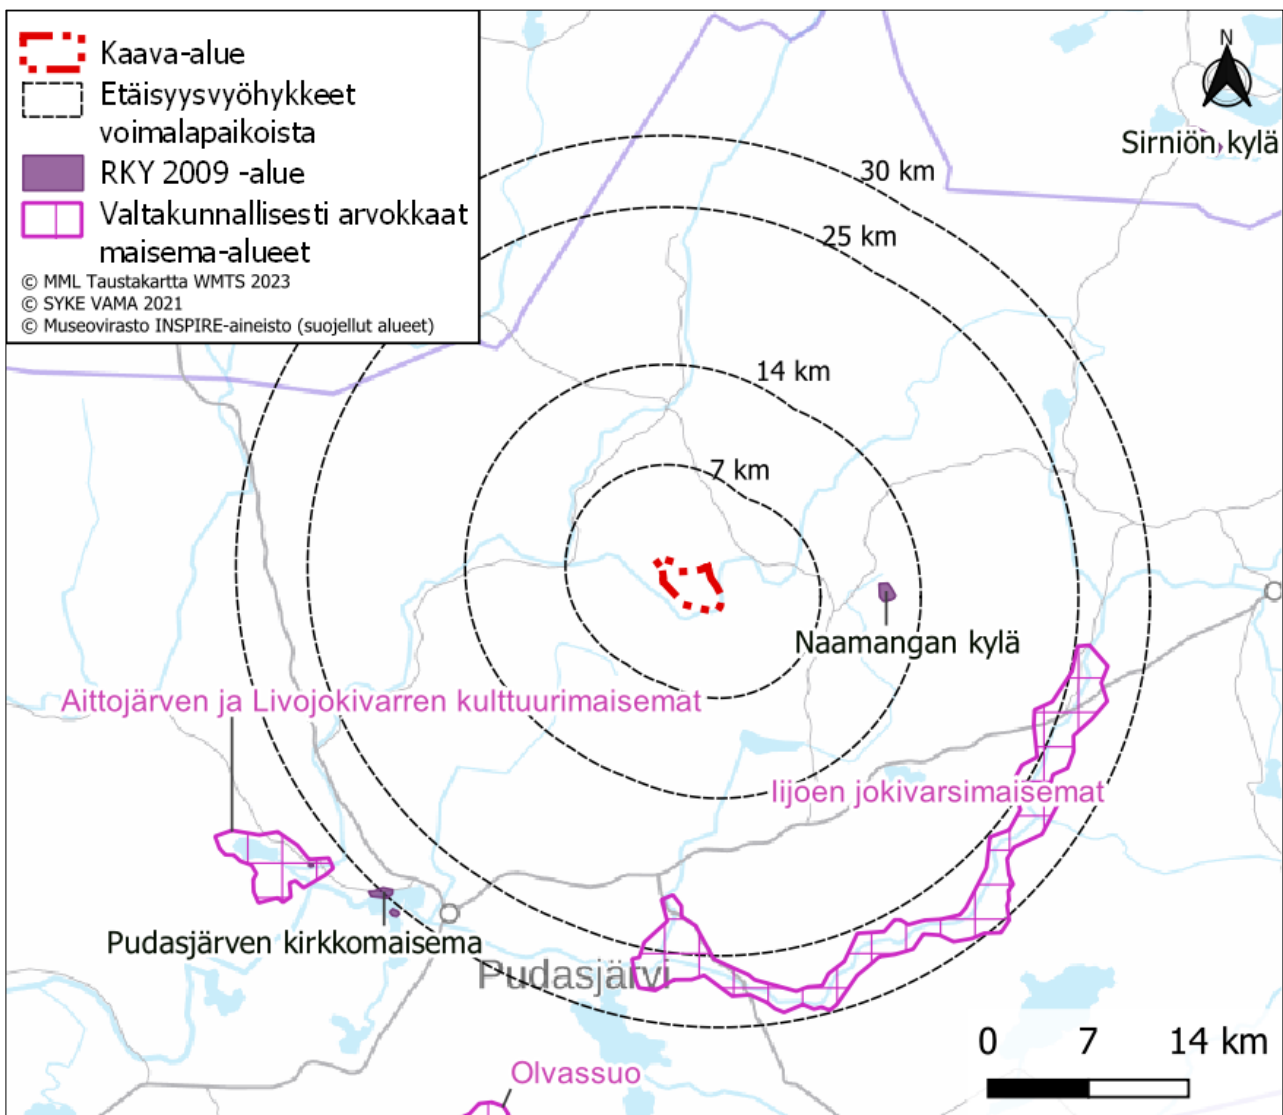 Kaava-alue
Etäisyysvyöhykkeet
voimalapaikoista
RKY 2009 -alue
Valtakunnallisesti arvokkaat
maisema-alueet
© MML Taustakartta WMTS 2023
© SYKE VAMA 2021
© Museovirasto INSPIRE-aineisto (suojellut alueet)
N
Sirniön kylä
30 km
25 km
14 km
7 km
Naamangan kylä
Aittojärven ja Livojokivarren kulttuurimaisemat
Iijoen jokivarsimaisemat
Pudasjärven kirkkomaisema
Pudasjärvi
Olvassuo
0 7 14 km